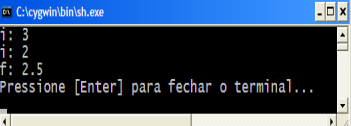 C:\cygwin\bin\sh.exe
i: 3
i: 2
f: 2.5
Pressione [Enter] para fechar o terminal...